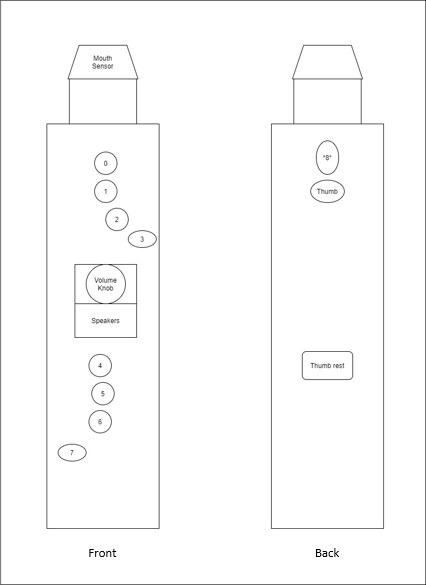 Mouth
Sensor
0
1
2
3
Volume
Knob
Speakers
4
5
6
7
Front
"8"
Thumb
Thumb rest
Back